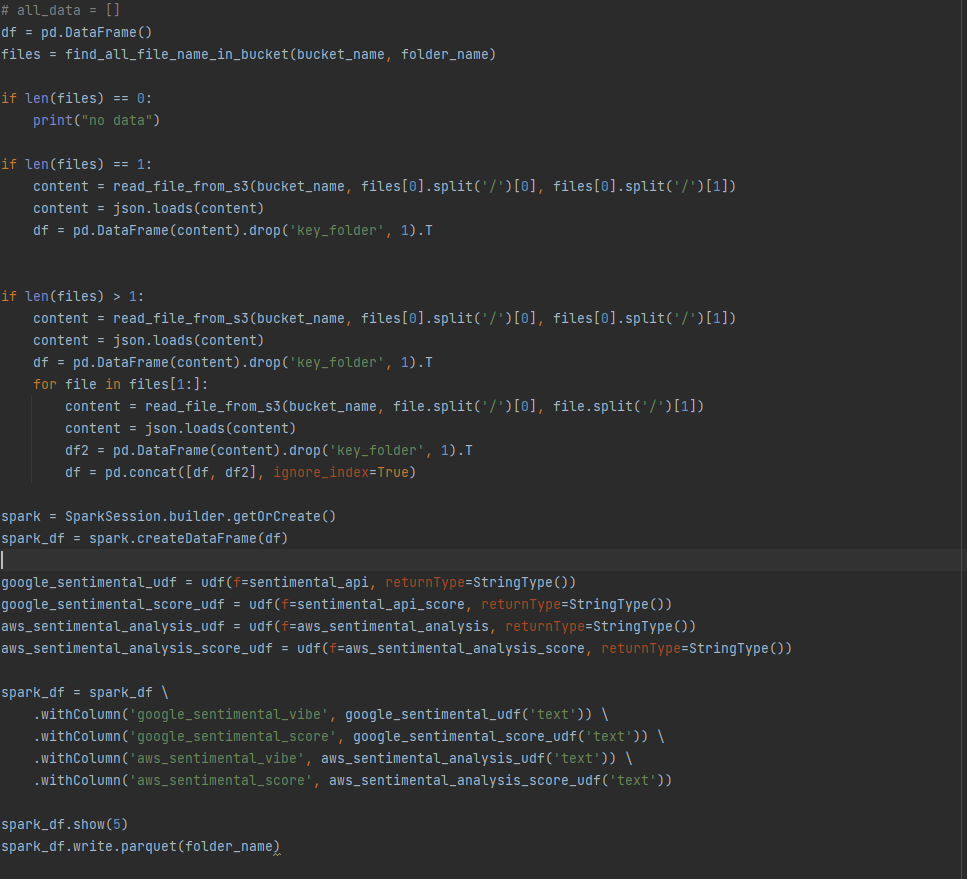 # all_data = []
df = pd.DataFrame()
files = find_all_file_name_in_bucket(bucket_name, folder_name)
if len(files) == 0:
    print("no data")
if len(files) == 1:
    content = read_file_from_s3(bucket_name, files[0].split('/')[0], files[0].split('/')[1])
    content = json.loads(content)
    df = pd.DataFrame(content).drop('key_folder', 1).T
if len(files) > 1:
    content = read_file_from_s3(bucket_name, files[0].split('/')[0], files[0].split('/')[1])
    content = json.loads(content)
    df = pd.DataFrame(content).drop('key_folder', 1).T
    for file in files[1:]:
        content = read_file_from_s3(bucket_name, file.split('/')[0], file.split('/')[1])
        content = json.loads(content)
        df2 = pd.DataFrame(content).drop('key_folder', 1).T
        df = pd.concat([df, df2], ignore_index=True)
spark = SparkSession.builder.getOrCreate()
spark_df = spark.createDataFrame(df)
google_sentimental_udf = udf(f=sentimental_api, returnType=StringType())
google_sentimental_score_udf = udf(f=sentimental_api_score, returnType=StringType())
aws_sentimental_analysis_udf = udf(f=aws_sentimental_analysis, returnType=StringType())
aws_sentimental_analysis_score_udf = udf(f=aws_sentimental_analysis_score, returnType=StringType())
spark_df = spark_df \
    .withColumn('google_sentimental_vibe', google_sentimental_udf('text')) \
    .withColumn('google_sentimental_score', google_sentimental_score_udf('text')) \
    .withColumn('aws_sentimental_vibe', aws_sentimental_analysis_udf('text')) \
    .withColumn('aws_sentimental_score', aws_sentimental_analysis_score_udf('text'))
spark_df.show(5)
spark_df.write.parquet(folder_name)